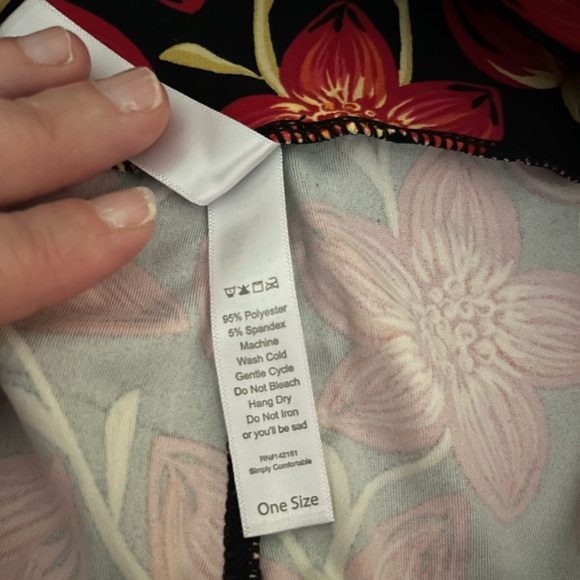 95% Polyester
5% Spandex
Machine
Wash Cold
Gentle Cycle
Do Not Bleach
Hang Dry
Do Not Iron
or you'll be sad
RN#142181
Simply Comfortable
One Size